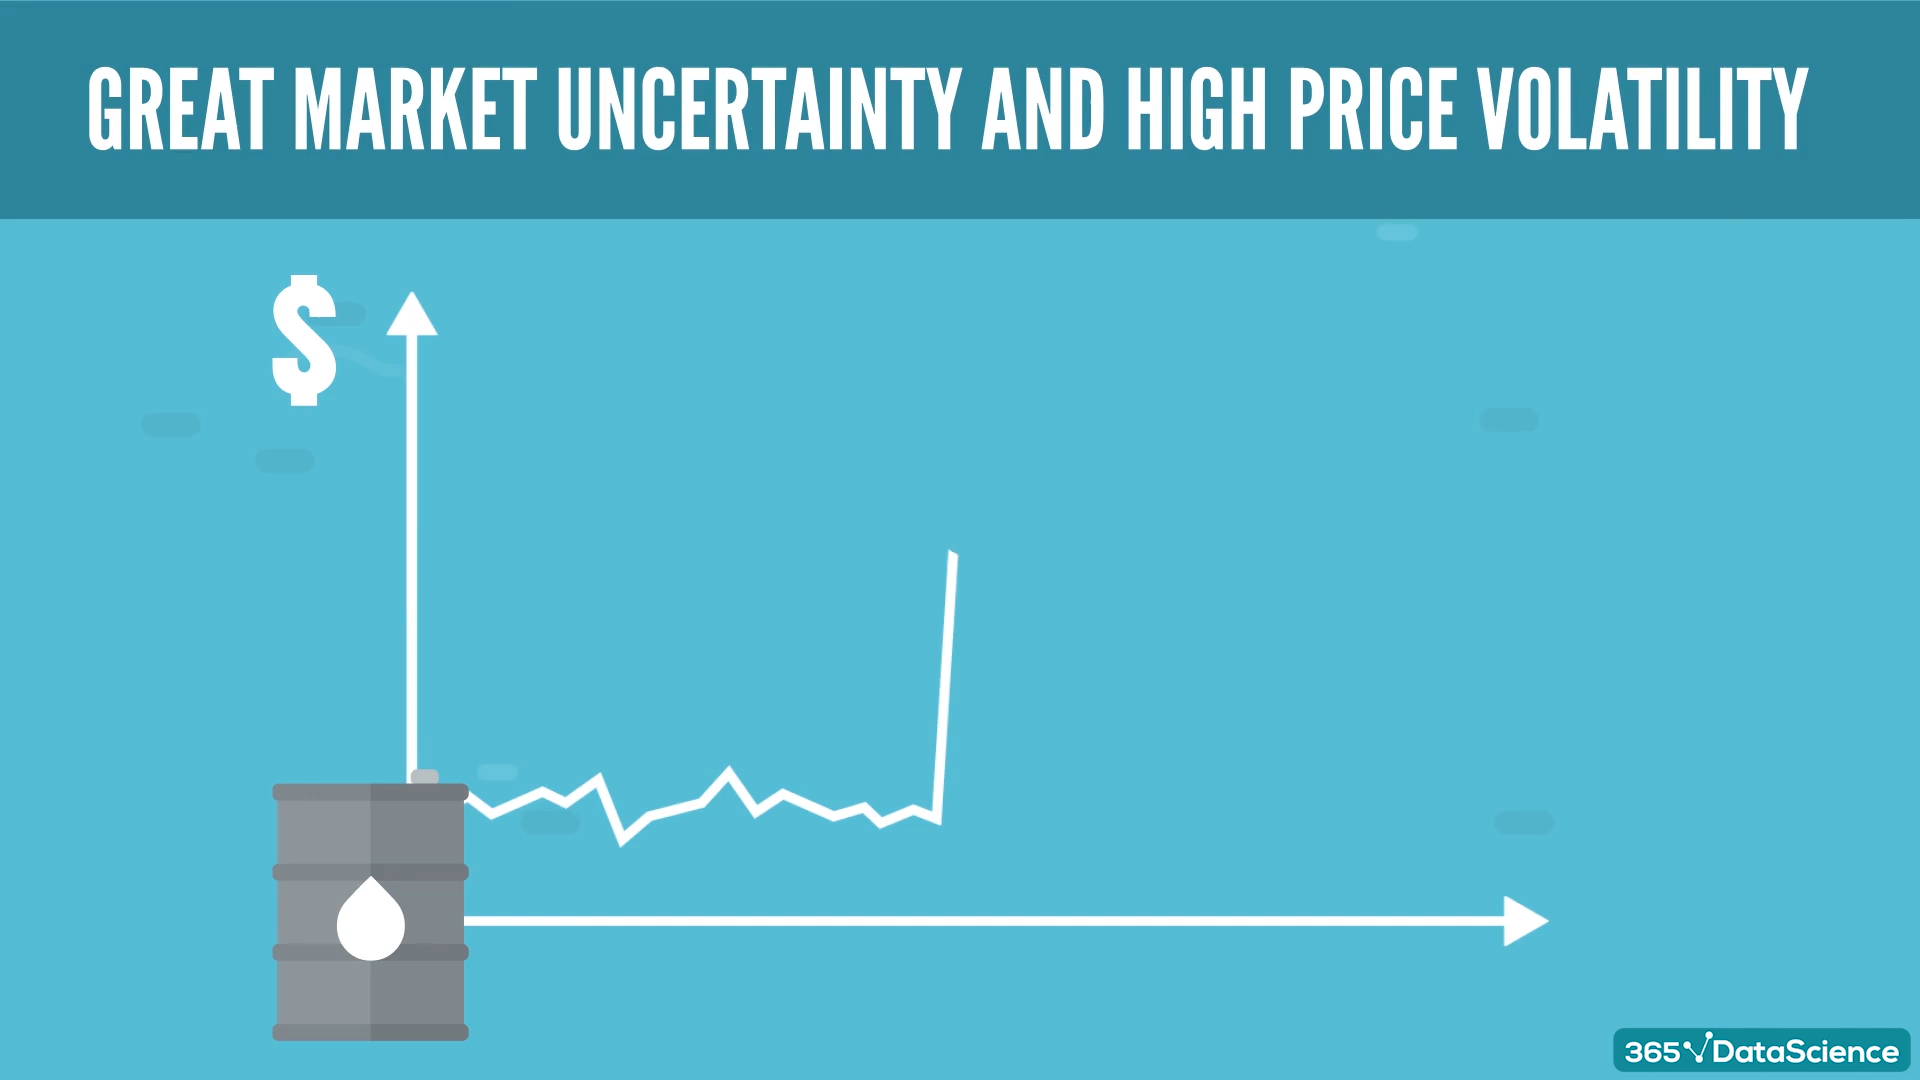 GREAT MARKET UNCERTAINTY AND HIGH PRICE VOLATILITY
$
365 DataScience